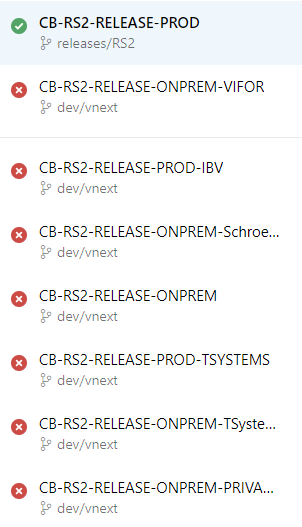 CB-RS2-RELEASE-PROD
releases/RS2
CB-RS2-RELEASE-ONPREM-VIFOR
dev/vnext
CB-RS2-RELEASE-PROD-IBV
dev/vnext
CB-RS2-RELEASE-ONPREM-Schroe...
dev/vnext
CB-RS2-RELEASE-ONPREM
dev/vnext
CB-RS2-RELEASE-PROD-TSYSTEMS
dev/vnext
CB-RS2-RELEASE-ONPREM-TSyste...
dev/vnext
CB-RS2-RELEASE-ONPREM-PRIVA...
dev/vnext